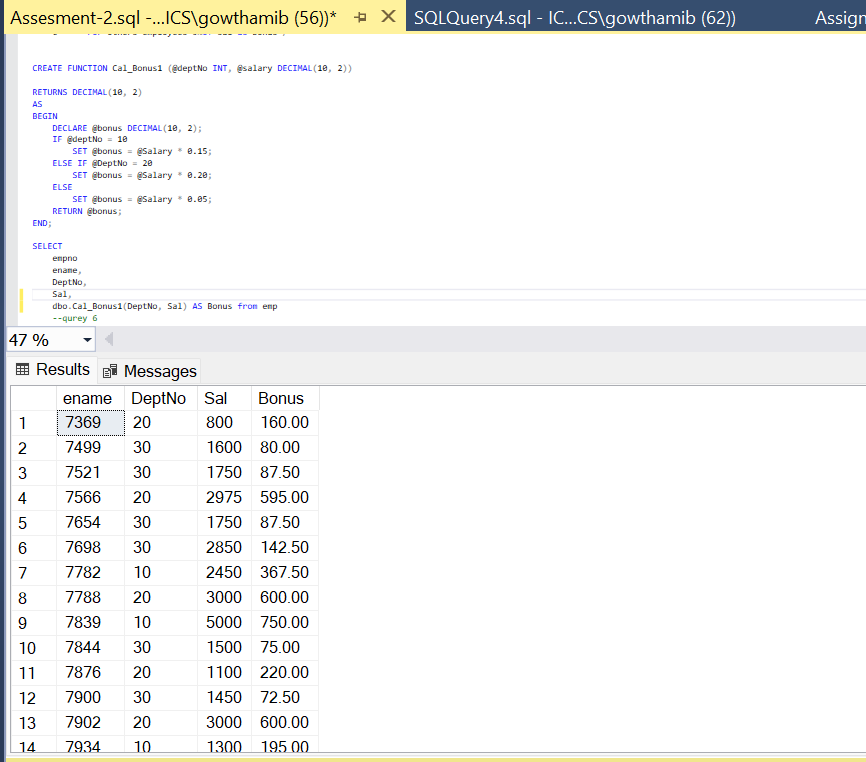 Assesment-2.sql -...ICS\gowthamib (56))* SQLQuery4.sql - IC...CS\gowthamib (62)) Assign
CREATE FUNCTION Cal_Bonus1 (@deptNo INT, @salary DECIMAL(10, 2))
RETURNS DECIMAL(10, 2)
AS
BEGIN
DECLARE @bonus DECIMAL(10, 2);
IF @deptNo = 10
SET @bonus = @Salary * 0.15;
ELSE IF @DeptNo = 20
SET @bonus = @Salary * 0.20;
ELSE
SET @bonus = @Salary * 0.05;
RETURN @bonus;
END;
SELECT
empno
ename,
DeptNo,
Sal,
dbo.Cal_Bonus1(DeptNo, Sal) AS Bonus from emp
--qurey 6
47 %
Results Messages
ename DeptNo Sal Bonus
1 7369 20 800 160.00
2 7499 30 1600 80.00
3 7521 30 1750 87.50
4 7566 20 2975 595.00
5 7654 30 1750 87.50
6 7698 30 2850 142.50
7 7782 10 2450 367.50
8 7788 20 3000 600.00
9 7839 10 5000 750.00
10 7844 30 1500 75.00
11 7876 20 1100 220.00
12 7900 30 1450 72.50
13 7902 20 3000 600.00
14 7934 10 1300 195.00